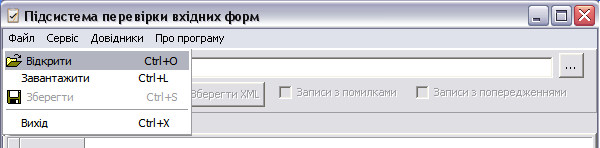 Підсистема перевірки вхідних форм
Файл Сервіс Довідники Про програму
Відкрити Ctrl+O
...
Завантажити Ctrl+L
Зберегти Ctrl+S
Зберегти XML
Записи з помилками
Записи з попередженнями
Вихід Ctrl+X